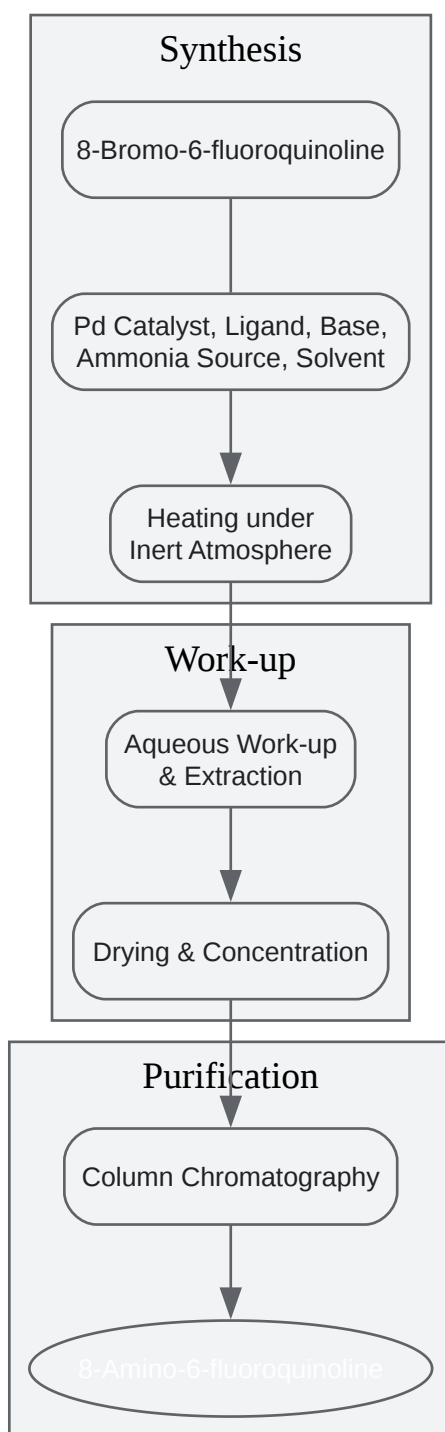 Synthesis
8-Bromo-6-fluoroquinoline
Pd Catalyst, Ligand, Base,
Ammonia Source, Solvent
Heating under
Inert Atmosphere
Work-up
Aqueous Work-up
& Extraction
Drying & Concentration
Purification
Column Chromatography
8-Amino-6-fluoroquinoline